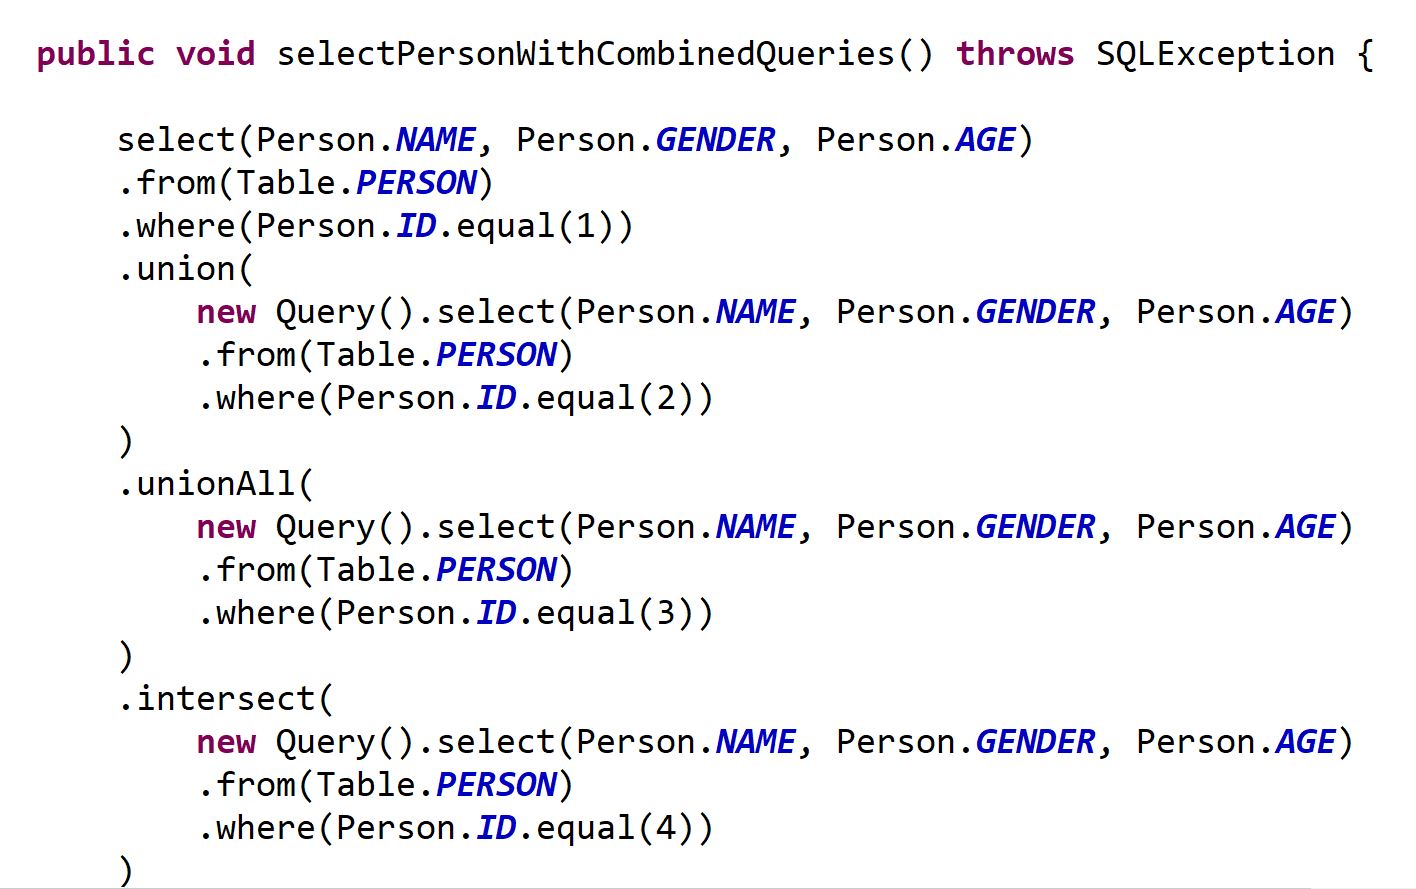 public void selectPersonWithCombinedQueries() throws SQLException {
    select(Person.NAME, Person.GENDER, Person.AGE)
    .from(Table.PERSON)
    .where(Person.ID.equal(1))
    .union(
        new Query().select(Person.NAME, Person.GENDER, Person.AGE)
        .from(Table.PERSON)
        .where(Person.ID.equal(2))
    )
    .unionAll(
        new Query().select(Person.NAME, Person.GENDER, Person.AGE)
        .from(Table.PERSON)
        .where(Person.ID.equal(3))
    )
    .intersect(
        new Query().select(Person.NAME, Person.GENDER, Person.AGE)
        .from(Table.PERSON)
        .where(Person.ID.equal(4))
    )